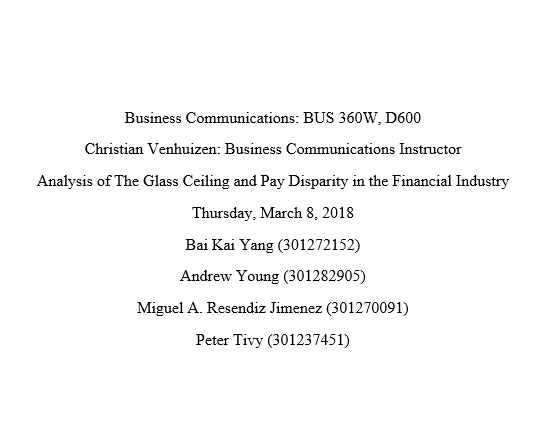 Business Communications: BUS 360W, D600
Christian Venhuizen: Business Communications Instructor
Analysis of The Glass Ceiling and Pay Disparity in the Financial Industry
Thursday, March 8, 2018
Bai Kai Yang (301272152)
Andrew Young (301282905)
Miguel A. Resendiz Jimenez (301270091)
Peter Tivy (301237451)